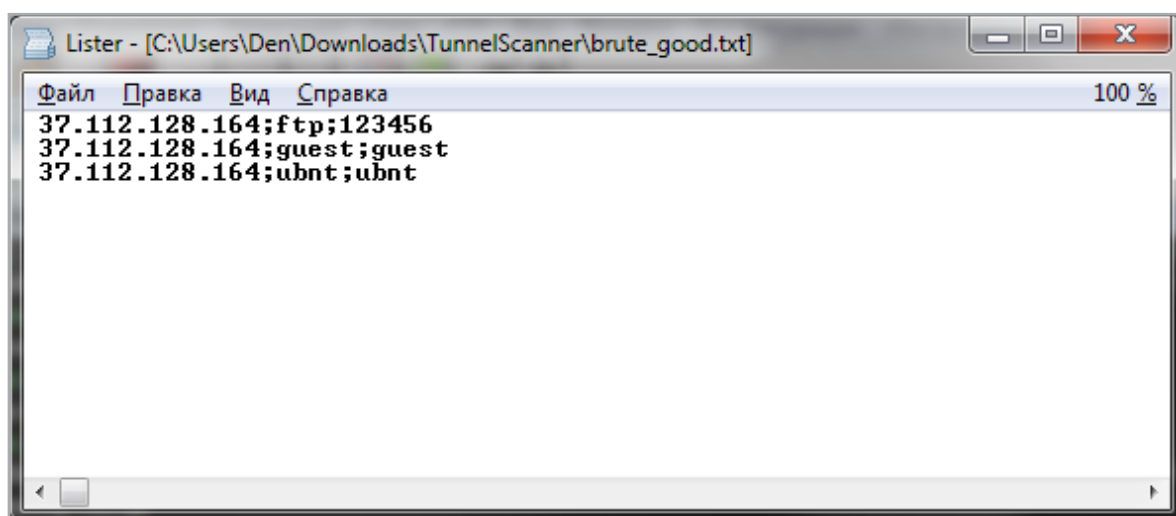 Lister - [C:\Users\Den\Downloads\TunnelScanner\brute_good.txt]
Файл Правка Вид Справка 100 %
37.112.128.164;ftp;123456
37.112.128.164;guest;guest
37.112.128.164;ubnt;ubnt